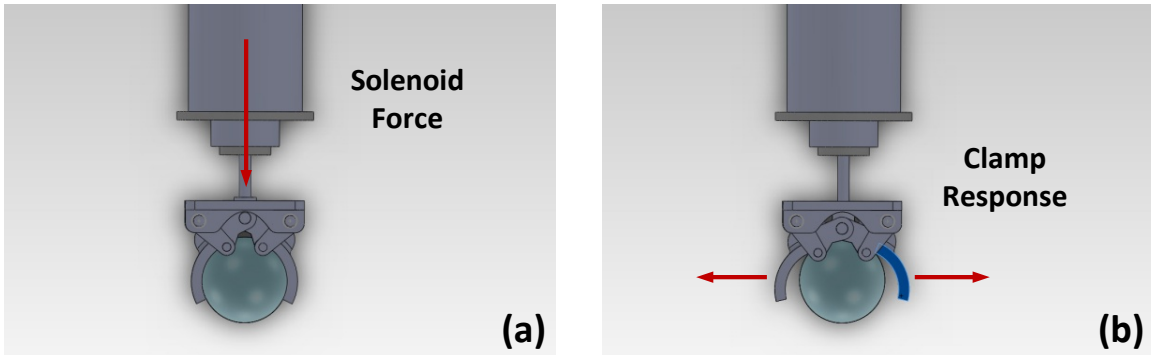 Solenoid
Force
(a)
Clamp
Response
(b)